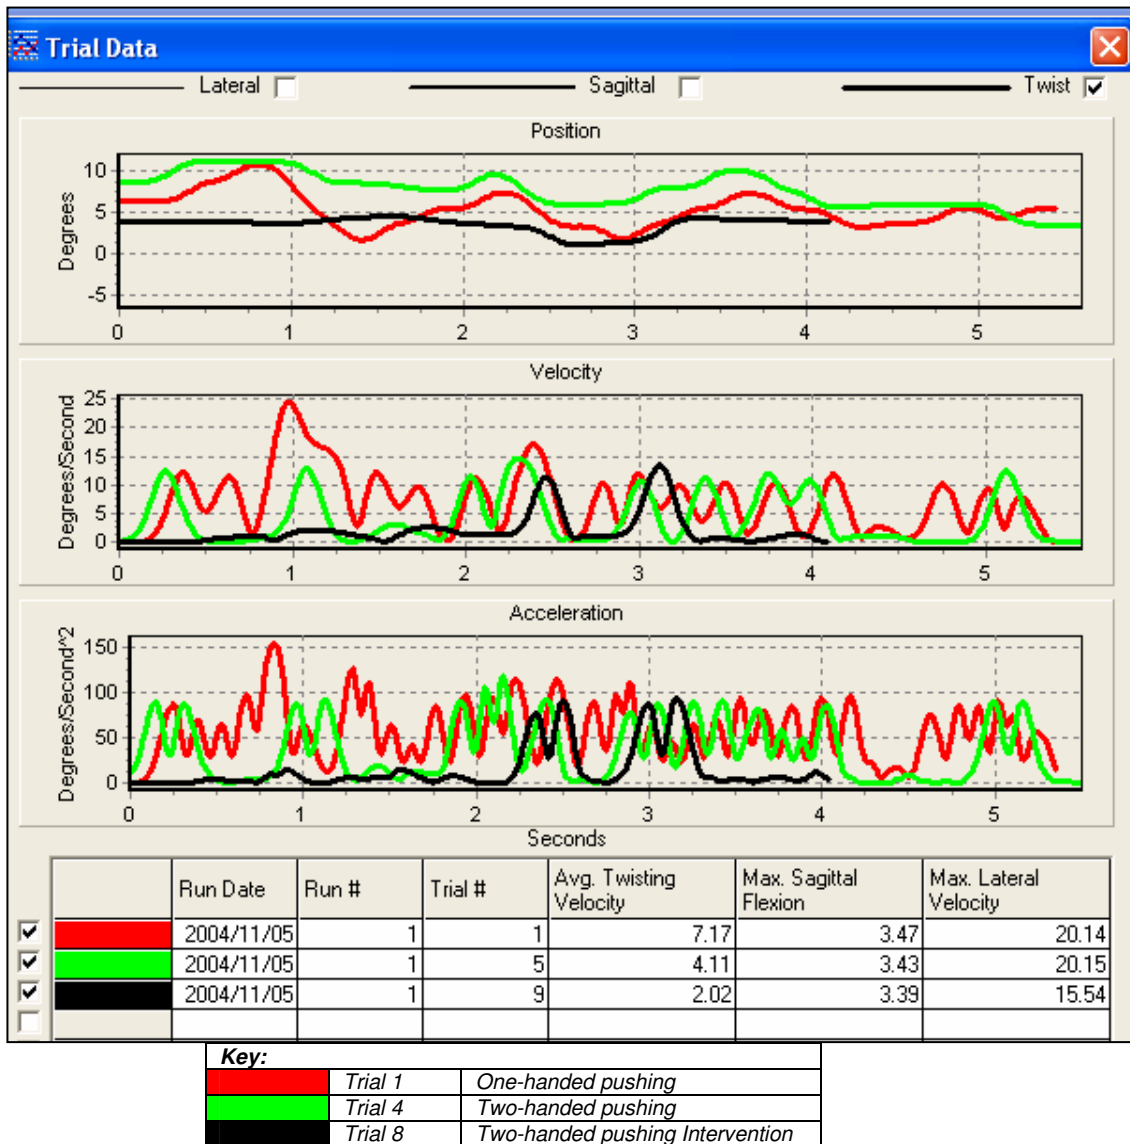 Trial Data
Lateral Sagittal Twist
Position
Degrees
10
5
0
-5
0 1 2 3 4 5
Velocity
Degrees/Second
25
20
15
10
5
0
0 1 2 3 4 5
Acceleration
Degrees/Second^2
150
100
50
0
0 1 2 3 4 5
Seconds
Run Date Run # Trial # Avg. Twisting Velocity Max. Sagittal Flexion Max. Lateral Velocity
2004/11/05 1 1 7.17 3.47 20.14
2004/11/05 1 5 4.11 3.43 20.15
2004/11/05 1 9 2.02 3.39 15.54
Key:
Trial 1 One-handed pushing
Trial 4 Two-handed pushing
Trial 8 Two-handed pushing Intervention